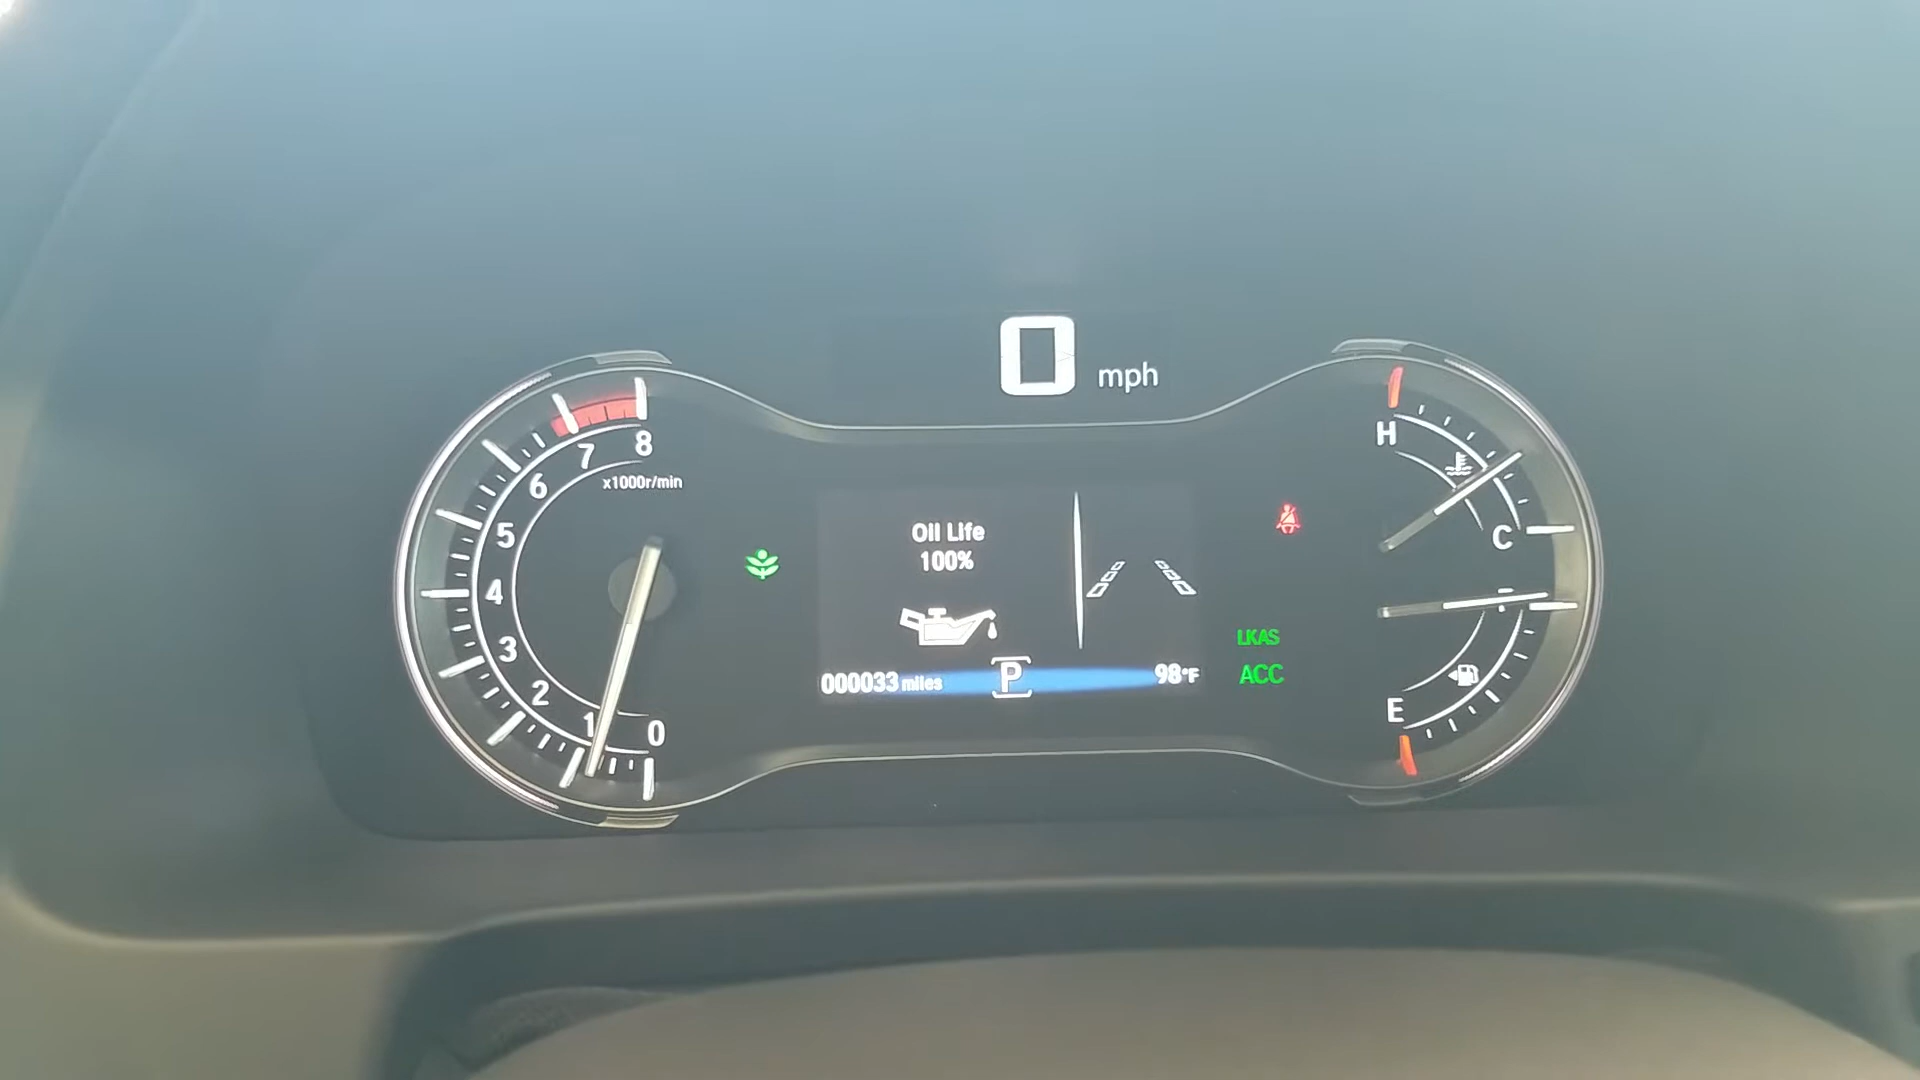 0 mph
8
7
6
5
4
3
2
1
0
x1000r/min
Oil Life
100%
000033 miles
P
98°F
LKAS
ACC
H
C
E